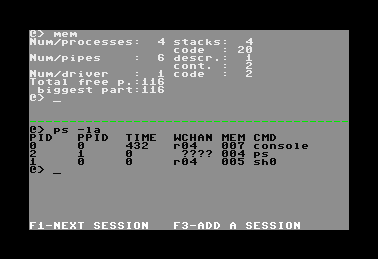 @> mem
Num/processes:  4 stacks:  4
                  code  : 20
Num/pipes    :  6 descr.:  1
                  cont. :  2
Num/driver   :  1 code  :  2
Total free p.:116
 biggest part:116
@> _
@> ps -la
PID   PPID  TIME  WCHAN MEM CMD
0     0     432   r04   007 console
2     1     0      ???? 004 ps
1     0     0     r04   005 sh0
@> _
F1-NEXT SESSION   F3-ADD A SESSION